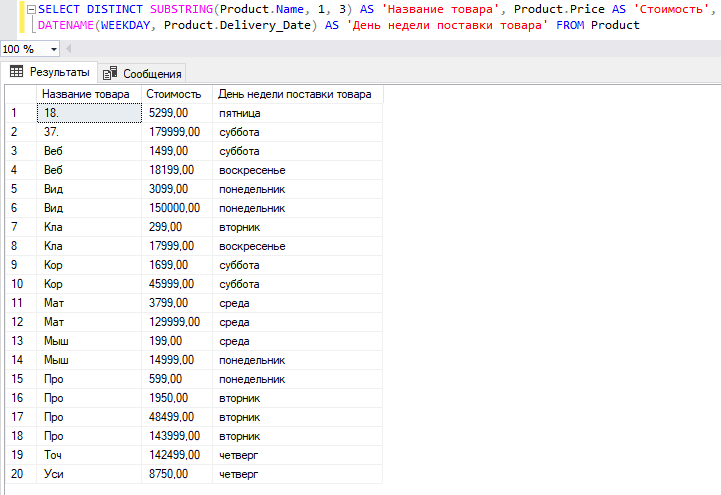 SELECT DISTINCT SUBSTRING(Product.Name, 1, 3) AS 'Название товара', Product.Price AS 'Стоимость',
DATENAME(WEEKDAY, Product.Delivery_Date) AS 'День недели поставки товара' FROM Product
100 %
Результаты Сообщения
Название товара Стоимость День недели поставки товара
1 18. 5299,00 пятница
2 37. 179999,00 суббота
3 Веб 1499,00 суббота
4 Веб 18199,00 воскресенье
5 Вид 3099,00 понедельник
6 Вид 150000,00 понедельник
7 Кла 299,00 вторник
8 Кла 17999,00 воскресенье
9 Кор 1699,00 суббота
10 Кор 45999,00 суббота
11 Мат 3799,00 среда
12 Мат 129999,00 среда
13 Мыш 199,00 среда
14 Мыш 14999,00 понедельник
15 Про 599,00 понедельник
16 Про 1950,00 вторник
17 Про 48499,00 вторник
18 Про 143999,00 вторник
19 Точ 142499,00 четверг
20 Уси 8750,00 четверг